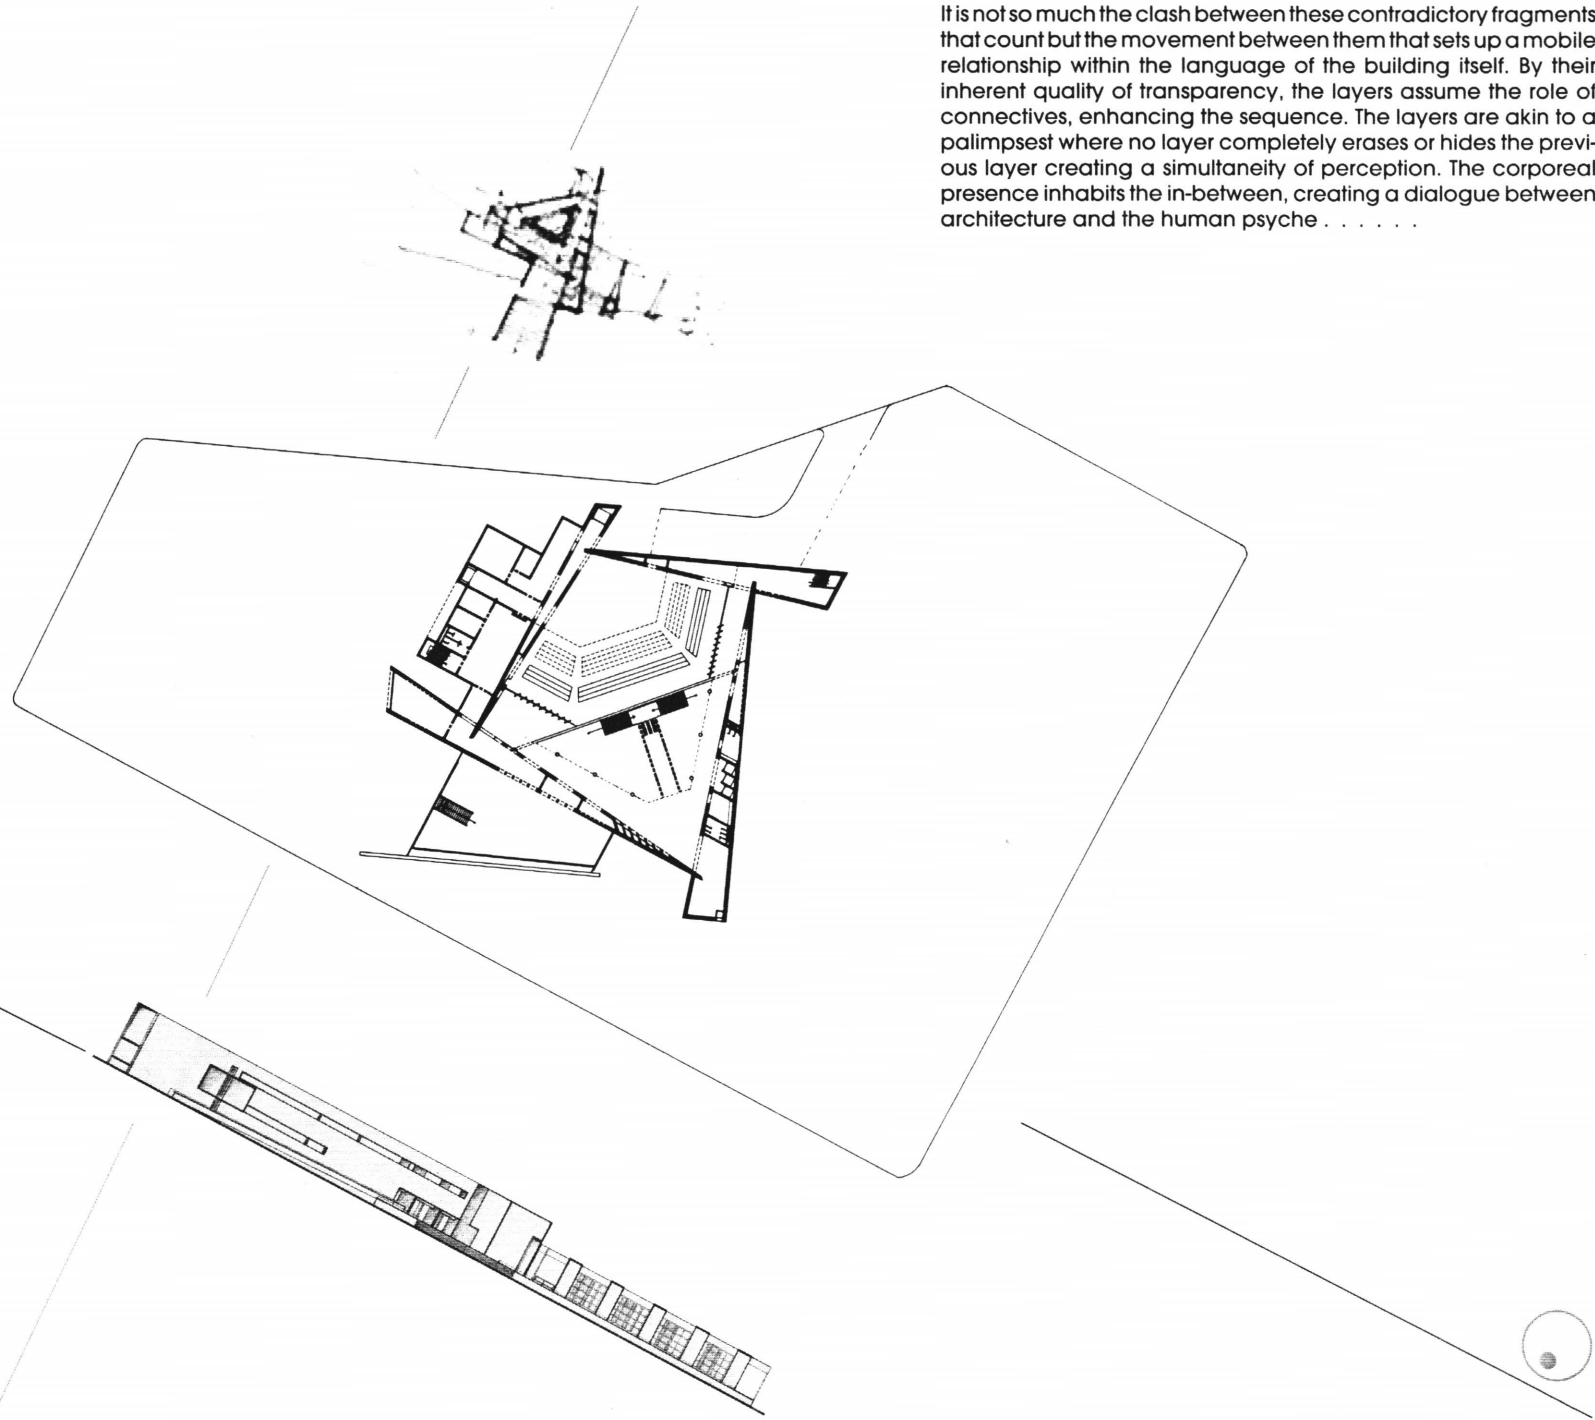 It is not so much the clash between these contradictory fragments
that count but the movement between them that sets up a mobile
relationship within the language of the building itself. By their
inherent quality of transparency, the layers assume the role of
connectives, enhancing the sequence. The layers are akin to a
palimpsest where no layer completely erases or hides the previ-
ous layer creating a simultaneity of perception. The corporeal
presence inhabits the in-between, creating a dialogue between
architecture and the human psyche . . . . . .